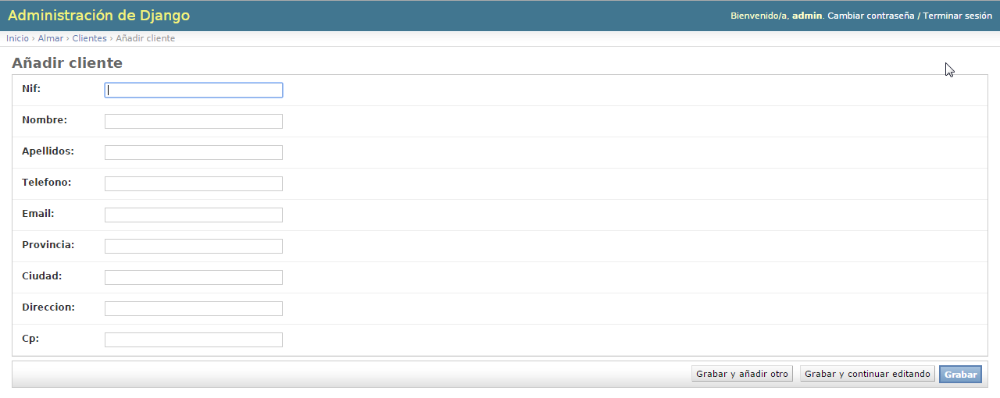 Administración de Django
Bienvenido/a, admin. Cambiar contraseña / Terminar sesión
Inicio › Almar › Clientes › Añadir cliente
Añadir cliente
Nif:
Nombre:
Apellidos:
Telefono:
Email:
Provincia:
Ciudad:
Direccion:
Cp:
Grabar y añadir otro
Grabar y continuar editando
Grabar